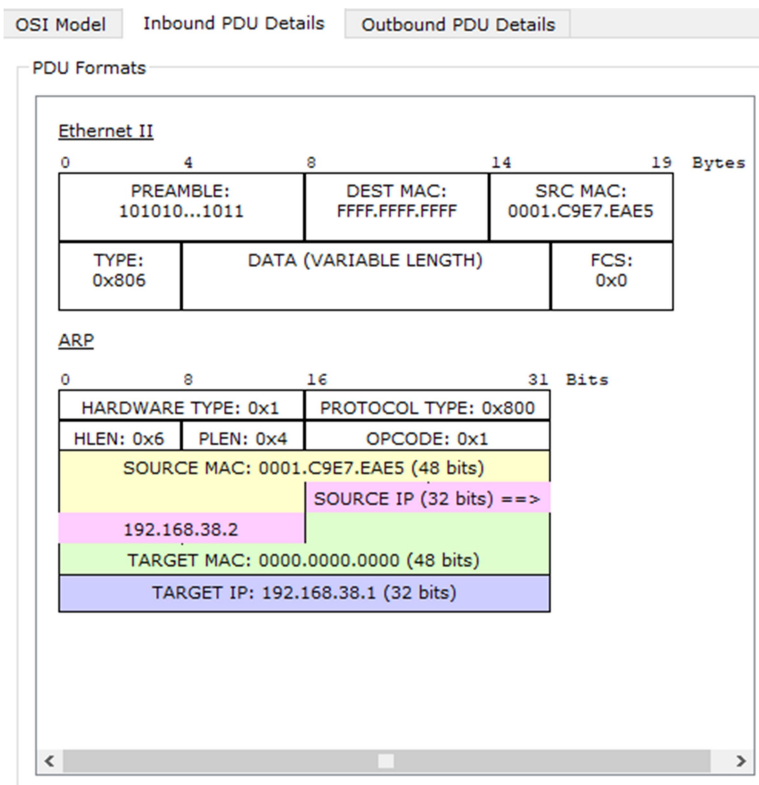 OSI Model Inbound PDU Details Outbound PDU Details
PDU Formats
Ethernet II
0 4 8 14 19 Bytes
PREAMBLE: DEST MAC: SRC MAC:
101010...1011 FFFF.FFFF.FFFF 0001.C9E7.EAE5
TYPE: DATA (VARIABLE LENGTH) FCS:
0x806 0x0
ARP
0 8 16 31 Bits
HARDWARE TYPE: 0x1 PROTOCOL TYPE: 0x800
HLEN: 0x6 PLEN: 0x4 OPCODE: 0x1
SOURCE MAC: 0001.C9E7.EAE5 (48 bits)
SOURCE IP (32 bits) ==>
192.168.38.2
TARGET MAC: 0000.0000.0000 (48 bits)
TARGET IP: 192.168.38.1 (32 bits)